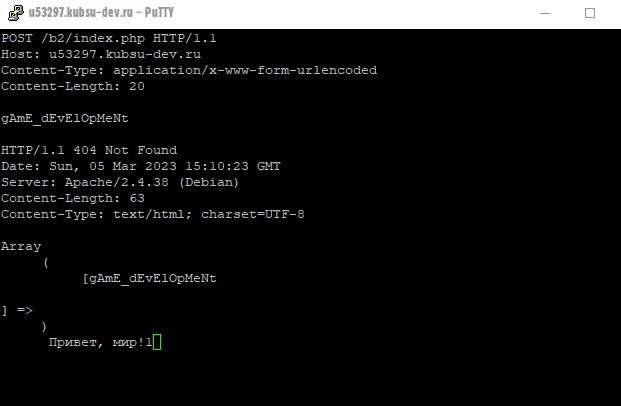 u53297.kubsu-dev.ru - PuTTY
POST /b2/index.php HTTP/1.1
Host: u53297.kubsu-dev.ru
Content-Type: application/x-www-form-urlencoded
Content-Length: 20
gAmE_dEvElOpMeNt
HTTP/1.1 404 Not Found
Date: Sun, 05 Mar 2023 15:10:23 GMT
Server: Apache/2.4.38 (Debian)
Content-Length: 63
Content-Type: text/html; charset=UTF-8
Array
(
[gAmE_dEvElOpMeNt
] =>
)
Привет, мир!1